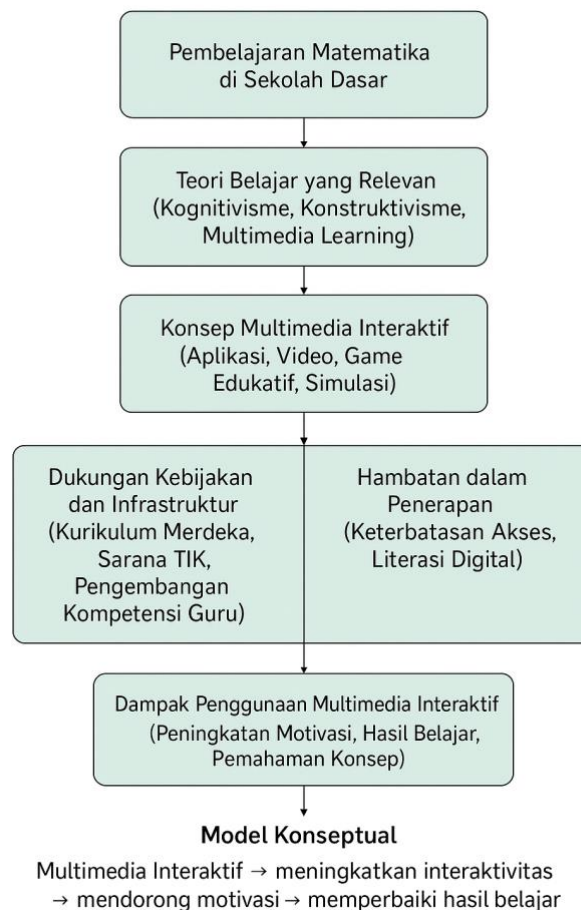 Pembelajaran Matematika
di Sekolah Dasar
Teori Belajar yang Relevan
(Kognitivisme, Konstruktivisme,
Multimedia Learning)
Konsep Multimedia Interaktif
(Aplikasi, Video, Game
Edukatif, Simulasi)
Dukungan Kebijakan
dan Infrastruktur
(Kurikulum Merdeka,
Sarana TIK,
Pengembangan
Kompetensi Guru)
Hambatan dalam
Penerapan
(Keterbatasan Akses,
Literasi Digital)
Dampak Penggunaan Multimedia Interaktif
(Peningkatan Motivasi, Hasil Belajar,
Pemahaman Konsep)
Model Konseptual
Multimedia Interaktif → meningkatkan interaktivitas
→ mendorong motivasi → memperbaiki hasil belajar